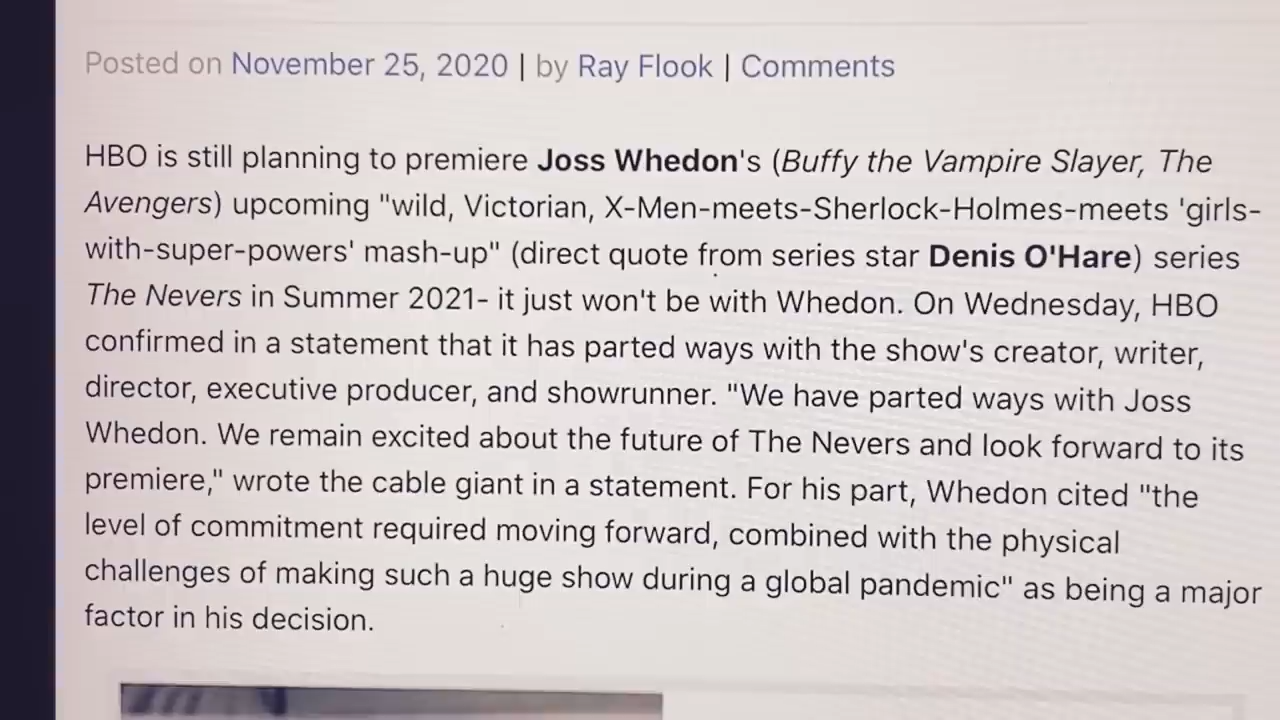 Posted on November 25, 2020 | by Ray Flook | Comments
HBO is still planning to premiere Joss Whedon's (Buffy the Vampire Slayer, The
Avengers) upcoming "wild, Victorian, X-Men-meets-Sherlock-Holmes-meets 'girls-
with-super-powers' mash-up" (direct quote from series star Denis O'Hare) series
The Nevers in Summer 2021- it just won't be with Whedon. On Wednesday, HBO
confirmed in a statement that it has parted ways with the show's creator, writer,
director, executive producer, and showrunner. "We have parted ways with Joss
Whedon. We remain excited about the future of The Nevers and look forward to its
premiere," wrote the cable giant in a statement. For his part, Whedon cited "the
level of commitment required moving forward, combined with the physical
challenges of making such a huge show during a global pandemic" as being a major
factor in his decision.